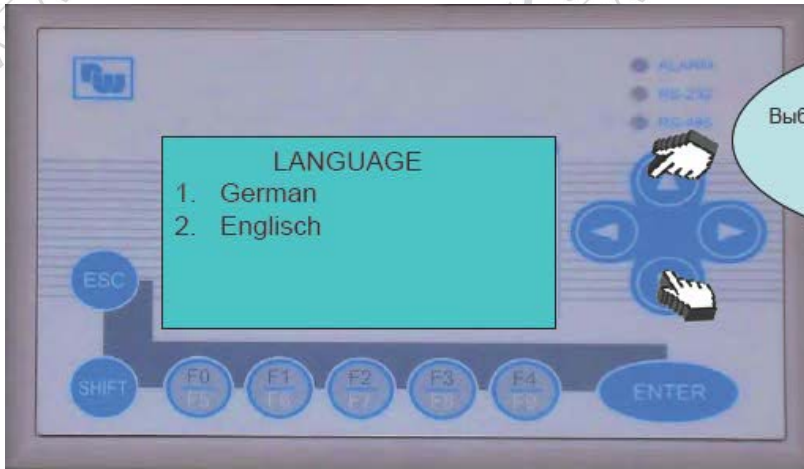 ALARM
RS-232
RS-485
Выб
LANGUAGE
1. German
2. Englisch
ESC
SHIFT
F0
F5
F1
F6
F2
F7
F3
F8
F4
F9
ENTER